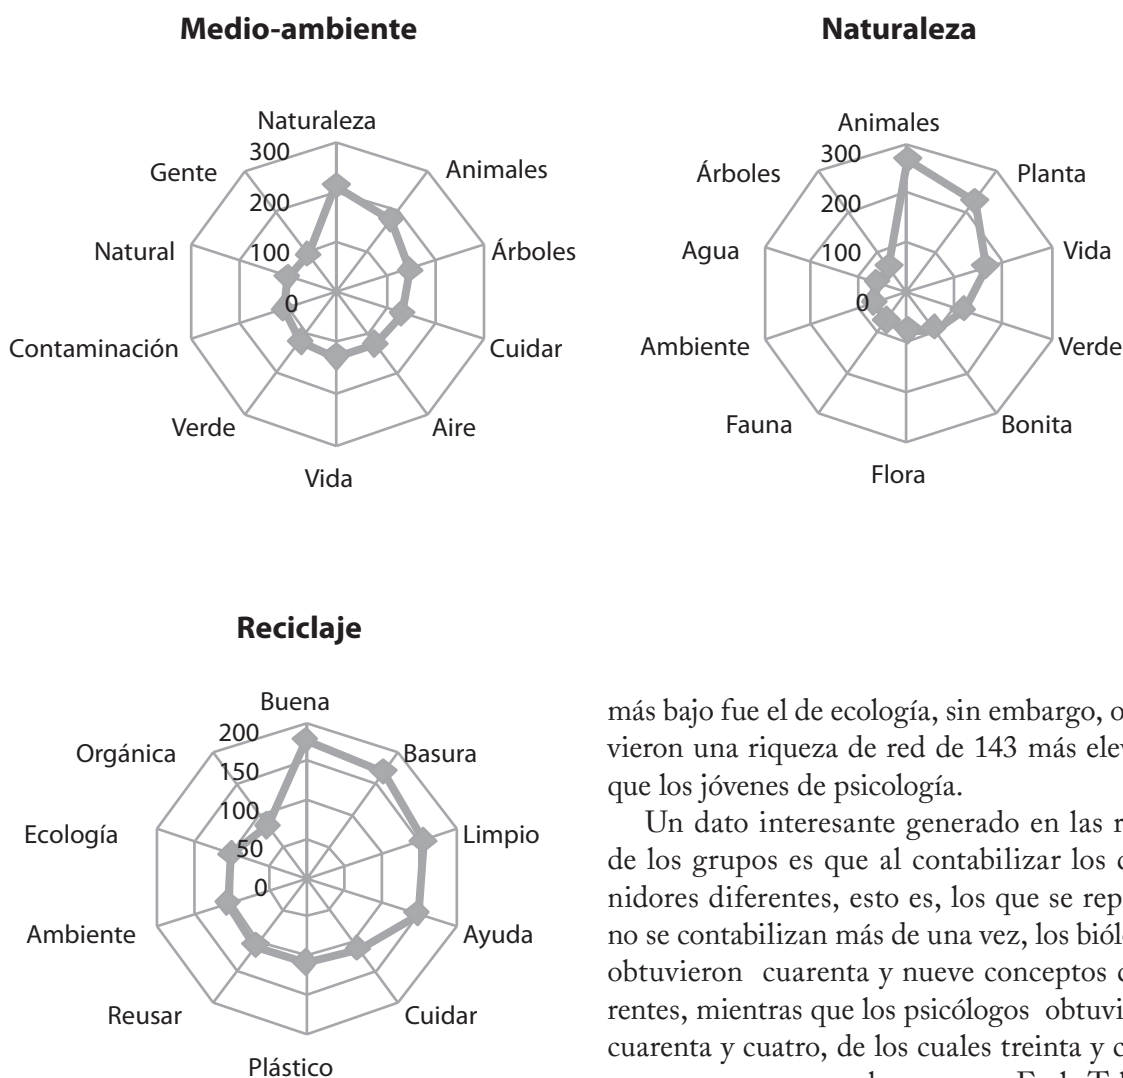 Medio-ambiente
Naturaleza
Animales
Árboles
Cuidar
Aire
Vida
Verde
Contaminación
Natural
Gente
300
200
100
0
Naturaleza
Animales
Planta
Vida
Verde
Bonita
Flora
Fauna
Ambiente
Agua
Árboles
300
200
100
0
Reciclaje
Buena
Basura
Limpio
Ayuda
Cuidar
Plástico
Reusar
Ambiente
Ecología
Orgánica
200
150
100
50
0
más bajo fue el de ecología, sin embargo, o
vieron una riqueza de red de 143 más elev
que los jóvenes de psicología.
Un dato interesante generado en las r
de los grupos es que al contabilizar los d
nidores diferentes, esto es, los que se rep
no se contabilizan más de una vez, los biól
obtuvieron cuarenta y nueve conceptos d
rentes, mientras que los psicólogos obtuvi
cuarenta y cuatro, de los cuales treinta y c